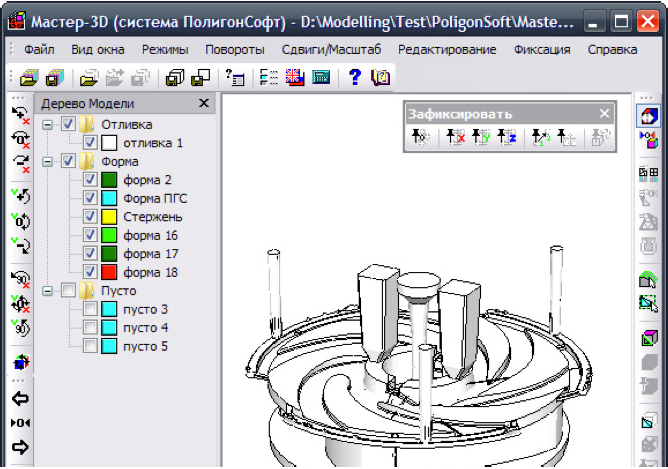 Мастер-3D (система ПолигонСофт) - D:\Modelling\Test\PoligonSoft\Maste...
Файл Вид окна Режимы Повороты Сдвиги/Масштаб Редактирование Фиксация Справка
Дерево Модели
Зафиксировать
Отливка
отливка 1
Форма
форма 2
Форма ПГС
Стержень
форма 16
форма 17
форма 18
Пусто
пусто 3
пусто 4
пусто 5